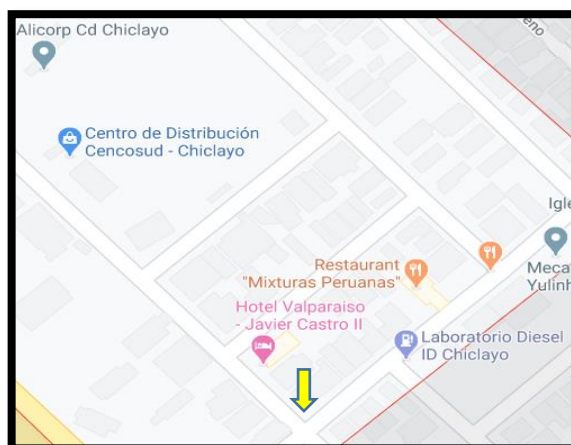 Alicorp Cd Chiclayo
eno
Centro de Distribución
Cencosud - Chiclayo
Igle
Restaurant
"Mixturas Peruanas"
Meca
Yulinh
Hotel Valparaiso
- Javier Castro II
Laboratorio Diesel
ID Chiclayo